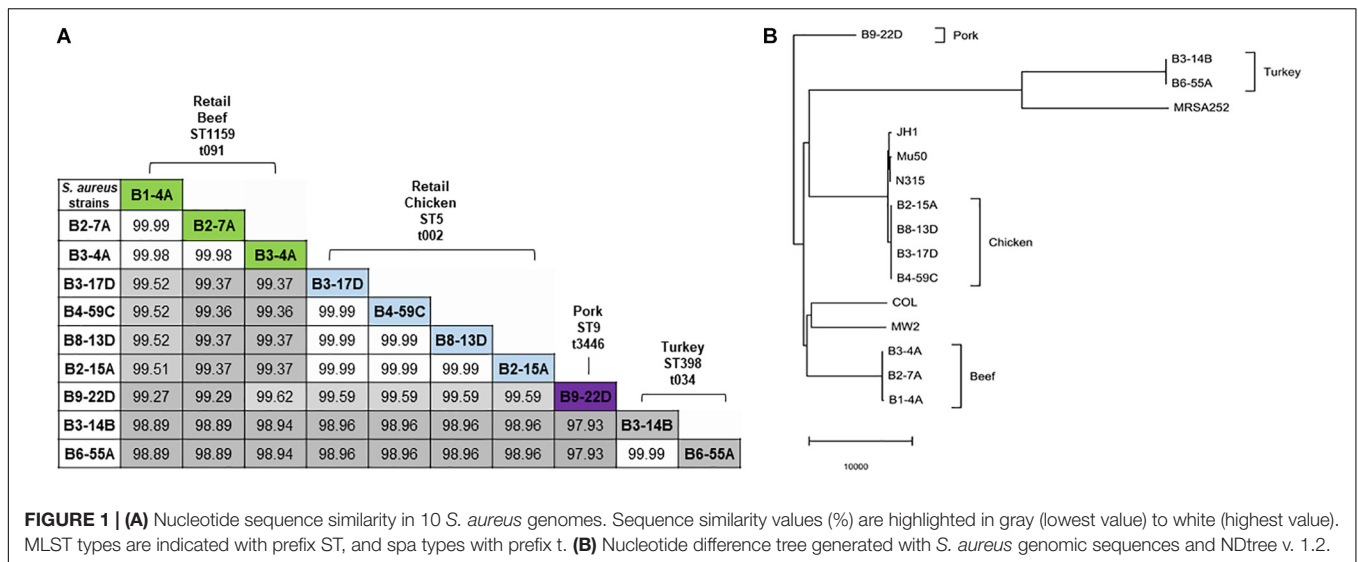 A
Retail
Beef
ST1159
t091
Retail
Chicken
ST5
t002
Pork
ST9
t3446
Turkey
ST398
t034
S. aureus
strains
B1-4A
B2-7A 99.99 B2-7A
B3-4A 99.98 99.98 B3-4A
B3-17D 99.52 99.37 99.37 B3-17D
B4-59C 99.52 99.36 99.36 99.99 B4-59C
B8-13D 99.52 99.37 99.37 99.99 99.99 B8-13D
B2-15A 99.51 99.37 99.37 99.99 99.99 99.99 B2-15A
B9-22D 99.27 99.29 99.62 99.59 99.59 99.59 99.59 B9-22D
B3-14B 98.89 98.89 98.94 98.96 98.96 98.96 98.96 97.93 B3-14B
B6-55A 98.89 98.89 98.94 98.96 98.96 98.96 98.96 97.93 99.99 B6-55A
B
B9-22D Pork
B3-14B
B6-55A
Turkey
MRSA252
JH1
Mu50
N315
B2-15A
B8-13D
B3-17D
B4-59C
Chicken
COL
MW2
B3-4A
B2-7A
B1-4A
Beef
10000
FIGURE 1 | (A) Nucleotide sequence similarity in 10 S. aureus genomes. Sequence similarity values (%) are highlighted in gray (lowest value) to white (highest value).
MLST types are indicated with prefix ST, and spa types with prefix t. (B) Nucleotide difference tree generated with S. aureus genomic sequences and NDtree v. 1.2.